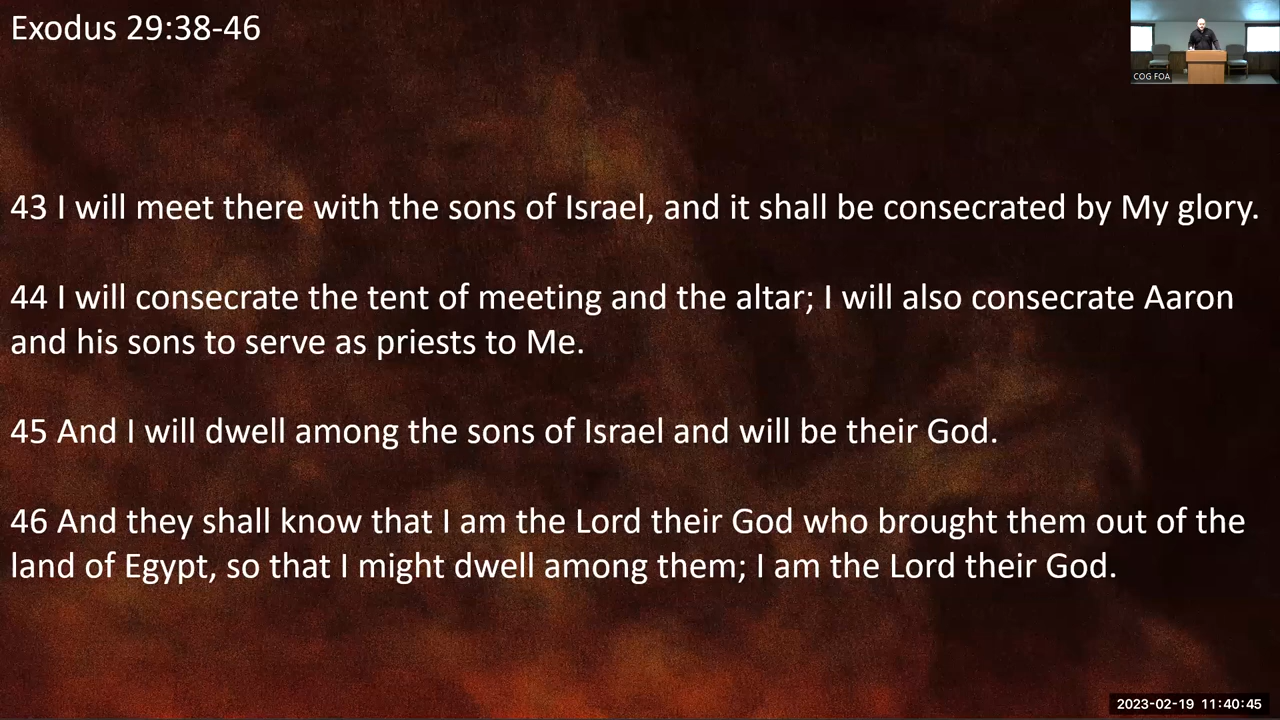 Exodus 29:38-46
COG FOA
43 I will meet there with the sons of Israel, and it shall be consecrated by My glory.
44 I will consecrate the tent of meeting and the altar; I will also consecrate Aaron
and his sons to serve as priests to Me.
45 And I will dwell among the sons of Israel and will be their God.
46 And they shall know that I am the Lord their God who brought them out of the
land of Egypt, so that I might dwell among them; I am the Lord their God.
2023-02-19 11:40:45